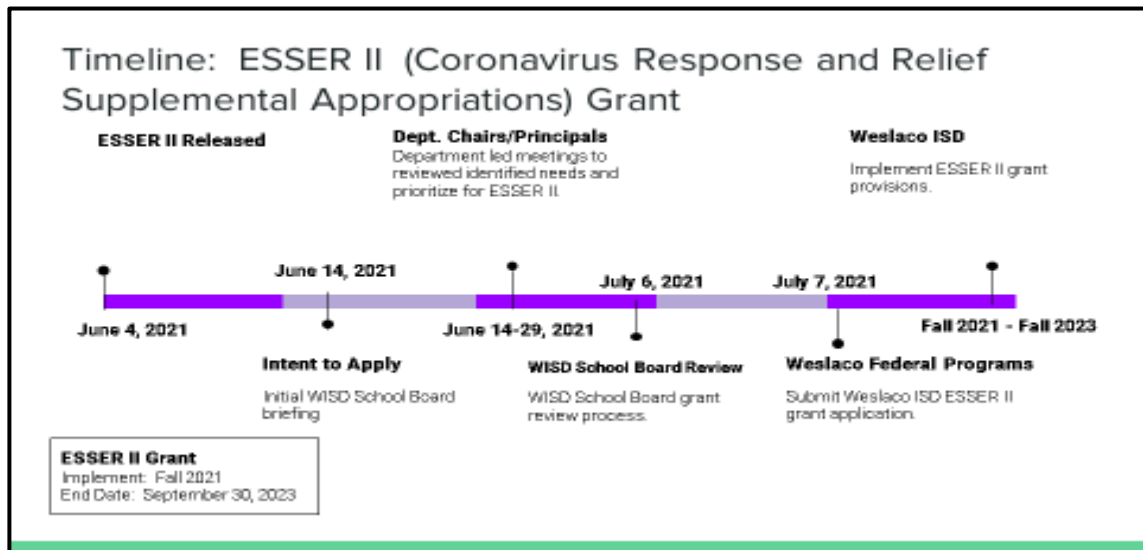 Timeline: ESSER II (Coronavirus Response and Relief
Supplemental Appropriations) Grant
ESSER II Released
Dept. Chairs/Principals
Department led meetings to
reviewed identified needs and
prioritize for ESSER II.
Weslaco ISD
Implement ESSER II grant
provisions.
June 14, 2021
July 6, 2021
July 7, 2021
June 4, 2021
June 14-29, 2021
Fall 2021 - Fall 2023
Intent to Apply
Initial WISD School Board
briefing
WISD School Board Review
WISD School Board grant
review process.
Weslaco Federal Programs
Submit Weslaco ISD ESSER II
grant application.
ESSER II Grant
Implement: Fall 2021
End Date: September 30, 2023